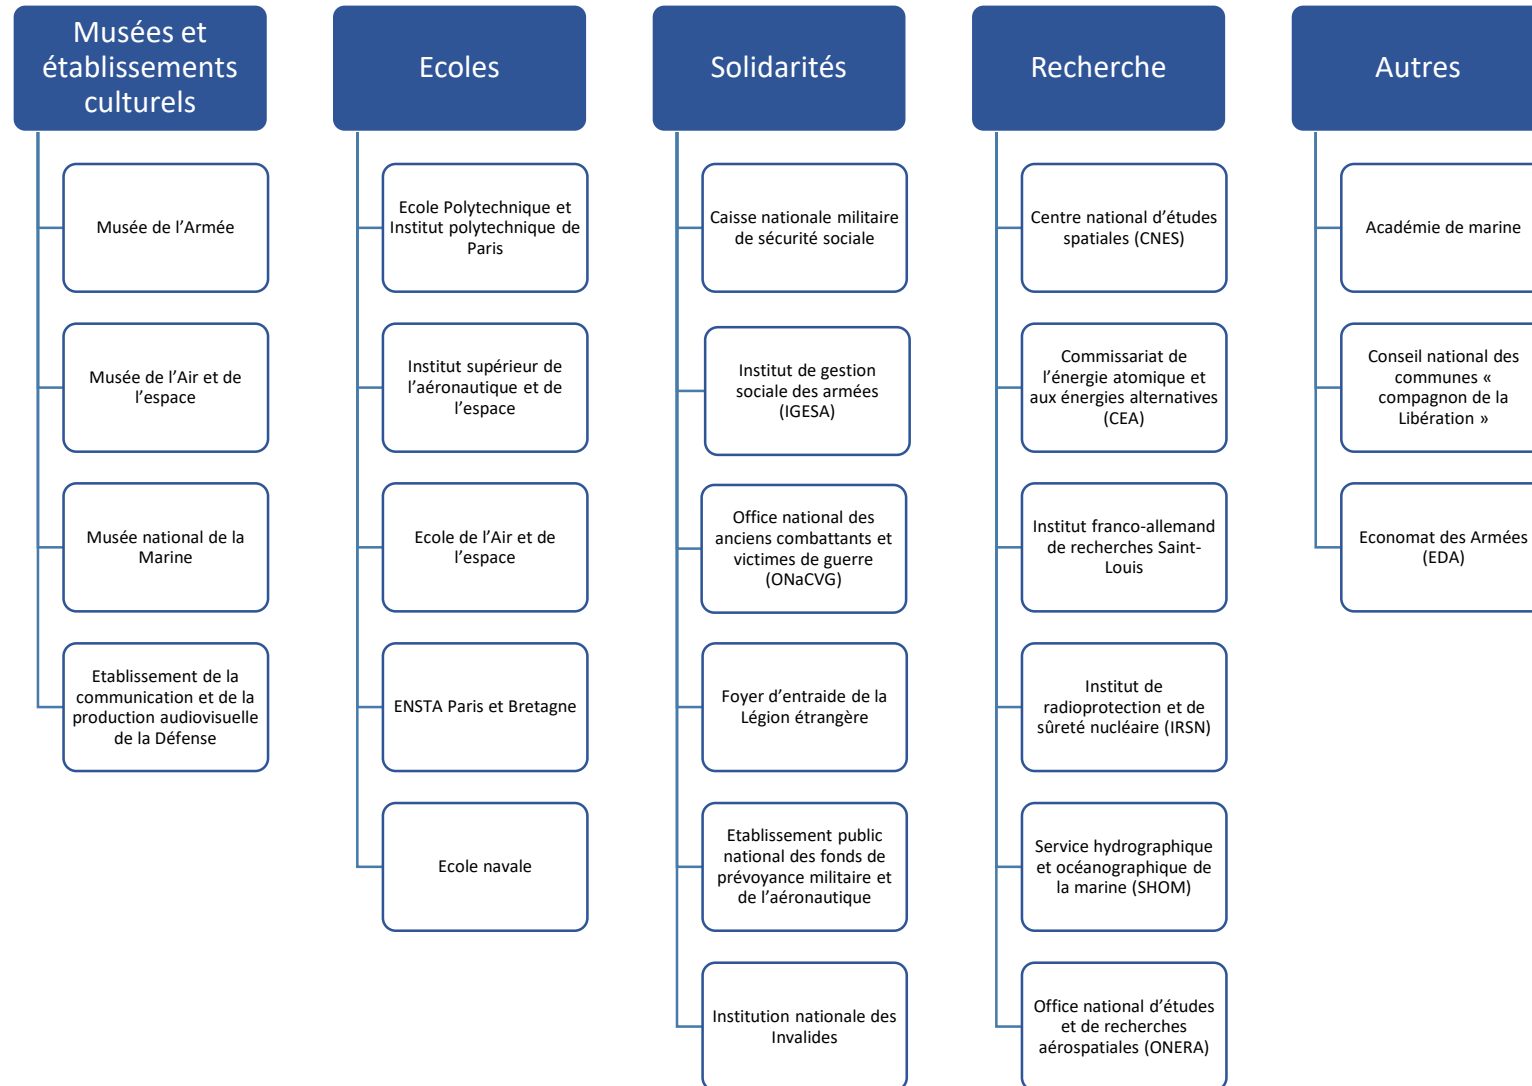 Musées et
établissements
culturels
Musée de l’Armée
Musée de l’Air et de
l’espace
Musée national de la
Marine
Etablissement de la
communication et de la
production audiovisuelle
de la Défense
Ecoles
Ecole Polytechnique et
Institut polytechnique de
Paris
Institut supérieur de
l’aéronautique et de
l’espace
Ecole de l’Air et de
l’espace
ENSTA Paris et Bretagne
Ecole navale
Solidarités
Caisse nationale militaire
de sécurité sociale
Institut de gestion
sociale des armées
(IGESA)
Office national des
anciens combattants et
victimes de guerre
(ONaCVG)
Foyer d’entraide de la
Légion étrangère
Etablissement public
national des fonds de
prévoyance militaire et
de l’aéronautique
Institution nationale des
Invalides
Recherche
Centre national d’études
spatiales (CNES)
Commissariat de
l’énergie atomique et
aux énergies alternatives
(CEA)
Institut franco-allemand
de recherches Saint-
Louis
Institut de
radioprotection et de
sûreté nucléaire (IRSN)
Service hydrographique
et océanographique de
la marine (SHOM)
Office national d’études
et de recherches
aérospatiales (ONERA)
Autres
Académie de marine
Conseil national des
communes «
compagnon de la
Libération »
Economat des Armées
(EDA)